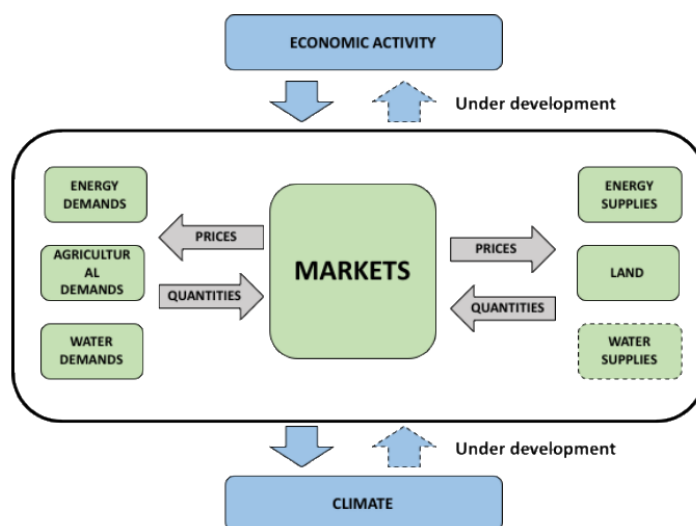 ECONOMIC ACTIVITY
Under development
ENERGY
DEMANDS
AGRICULTUR
AL
DEMANDS
WATER
DEMANDS
PRICES
QUANTITIES
MARKETS
PRICES
QUANTITIES
ENERGY
SUPPLIES
LAND
WATER
SUPPLIES
Under development
CLIMATE